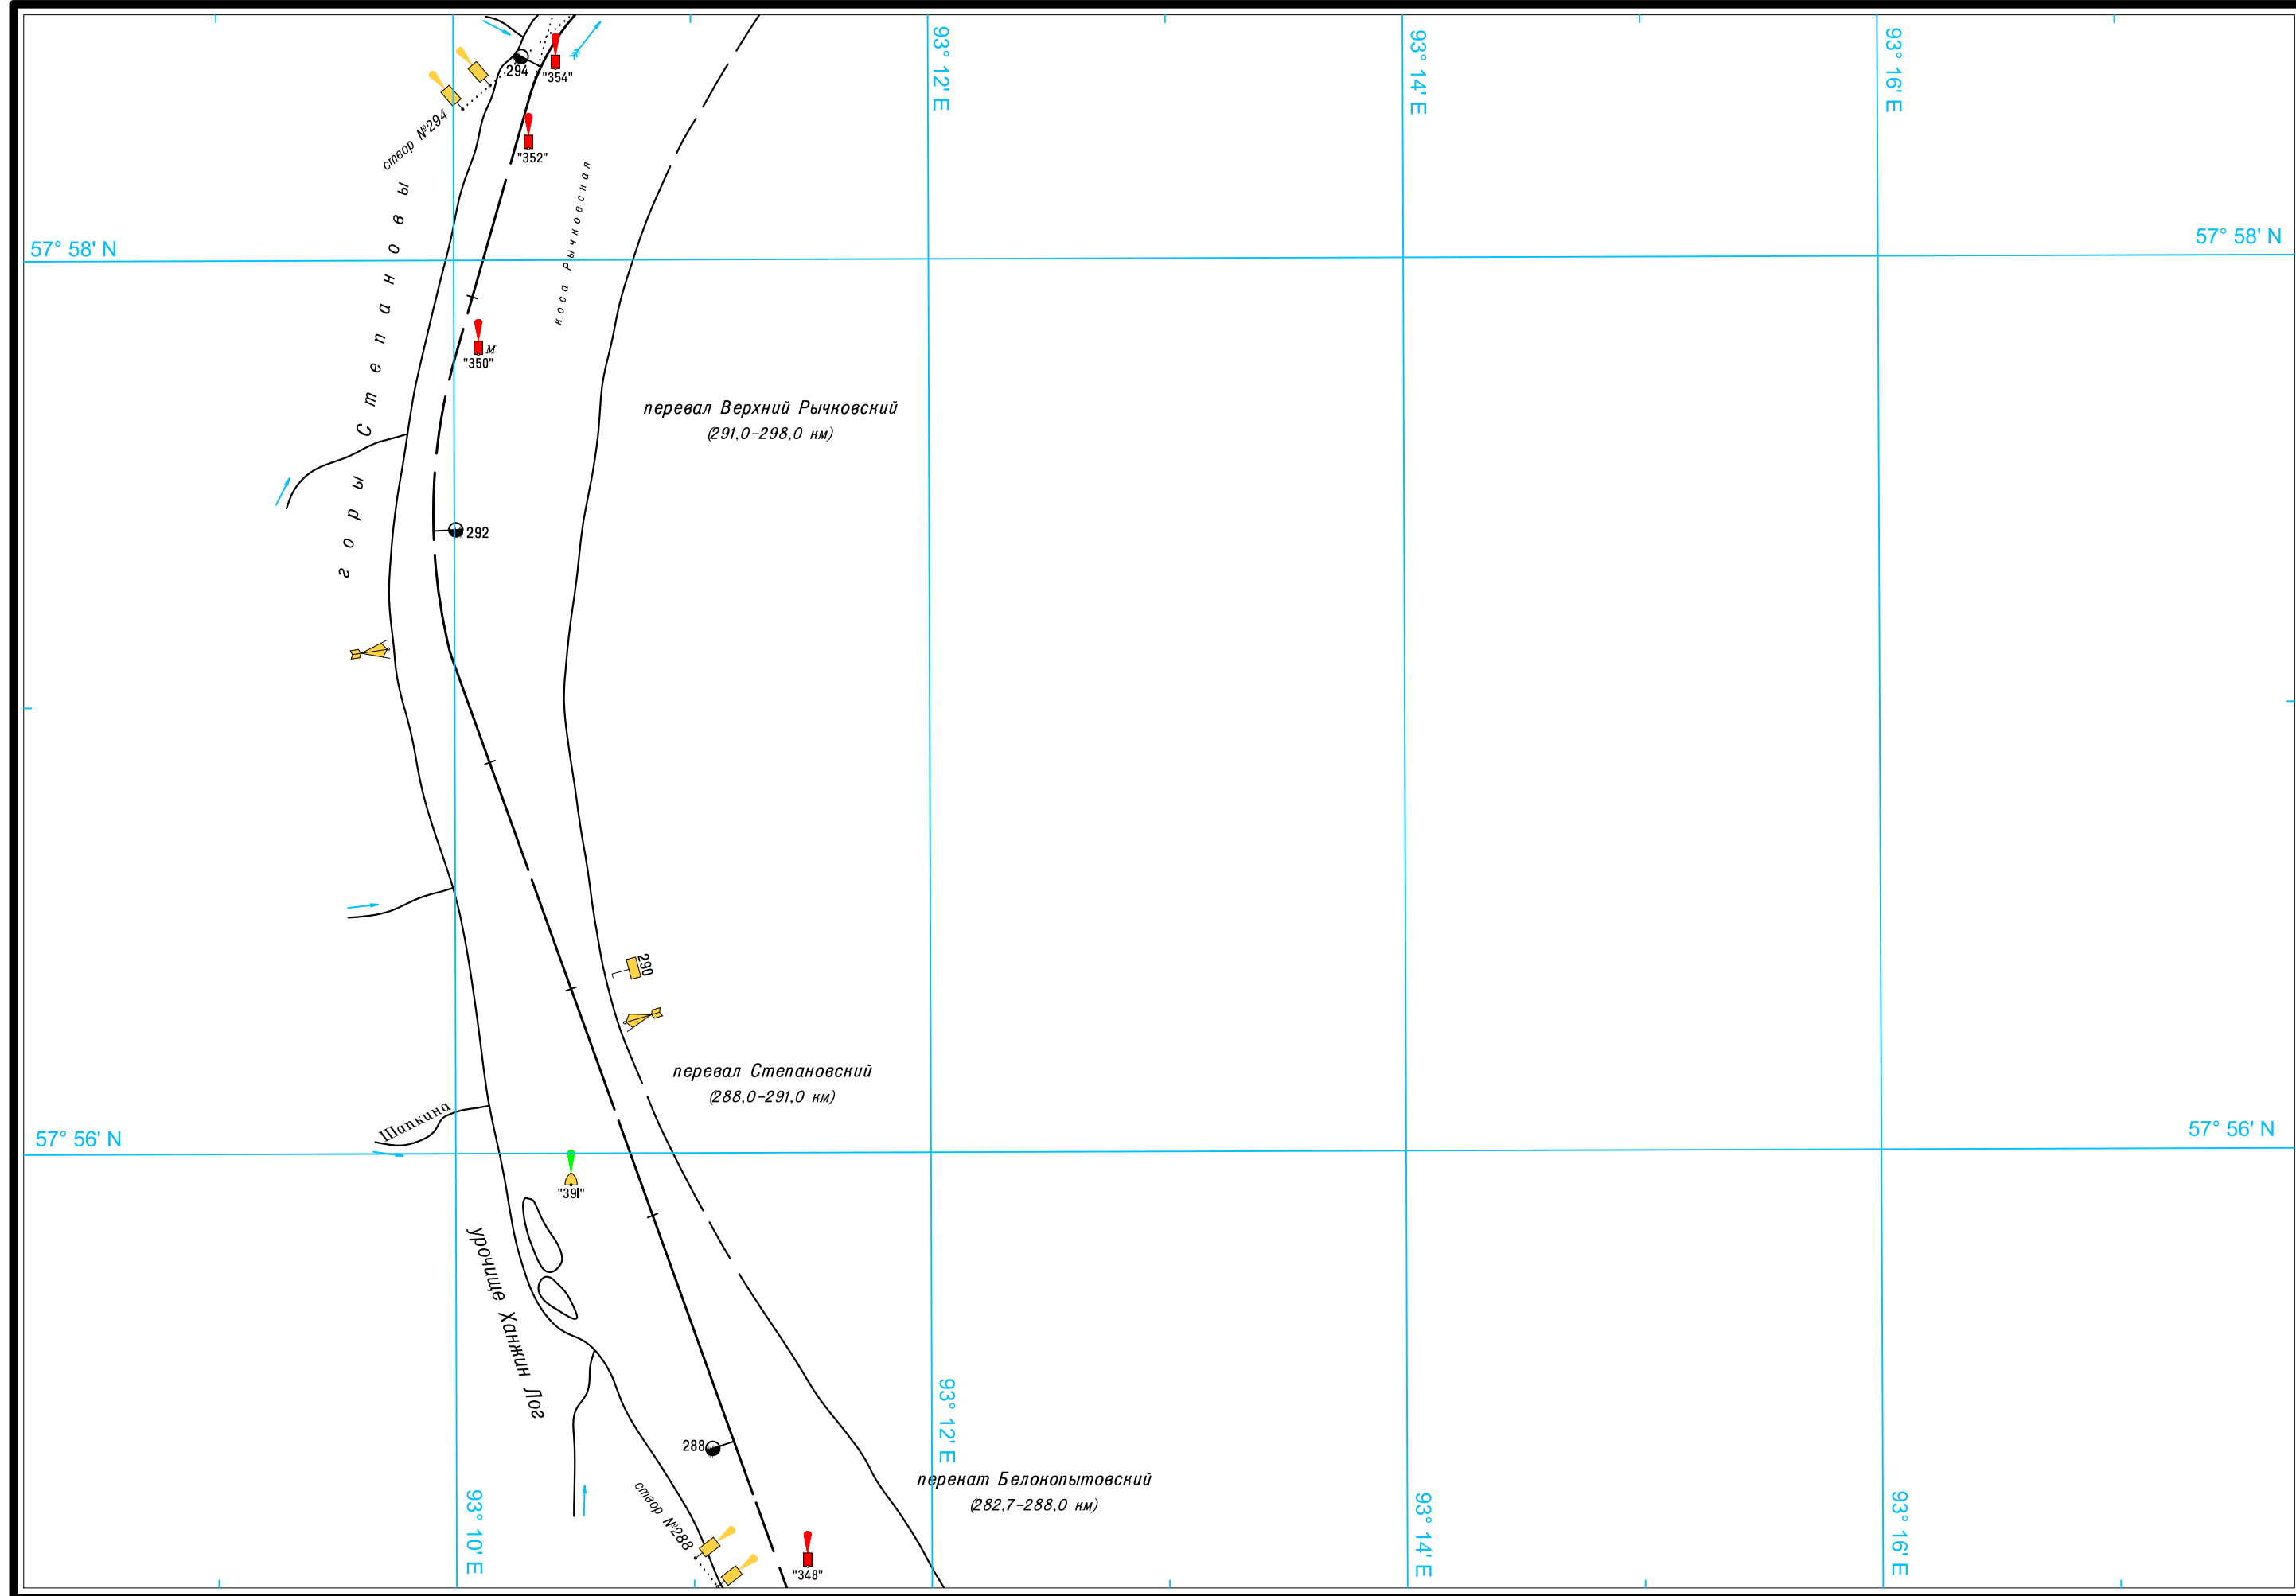 93° 12' E
93° 14' E
93° 16' E
294
"354"
створ №294
"352"
коса Рычковская
57° 58' N
57° 58' N
горы Степановы
"350"
м
перевал Верхний Рычковский
(291,0-298,0 км)
292
290
перевал Степановский
(288,0-291,0 км)
Шапкина
57° 56' N
57° 56' N
"391"
урочище Ханжин Лог
93° 12' E
288
перекат Белокопытовский
(282,7-288,0 км)
створ №288
93° 10' E
"348"
93° 14' E
93° 16' E